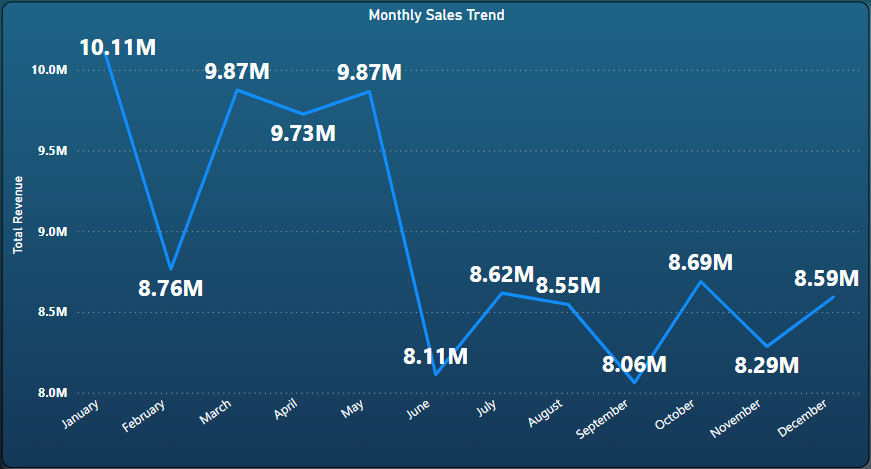 Monthly Sales Trend
Total Revenue
10.0M
9.5M
9.0M
8.5M
8.0M
10.11M
8.76M
9.87M
9.73M
9.87M
8.11M
8.62M
8.55M
8.06M
8.69M
8.29M
8.59M
January
February
March
April
May
June
July
August
September
October
November
December